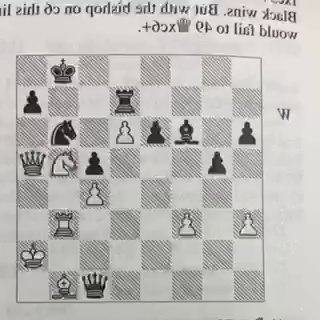 Black wins. But with the bishop on c6 this li
would fail to 49 ♕xc6+.
W